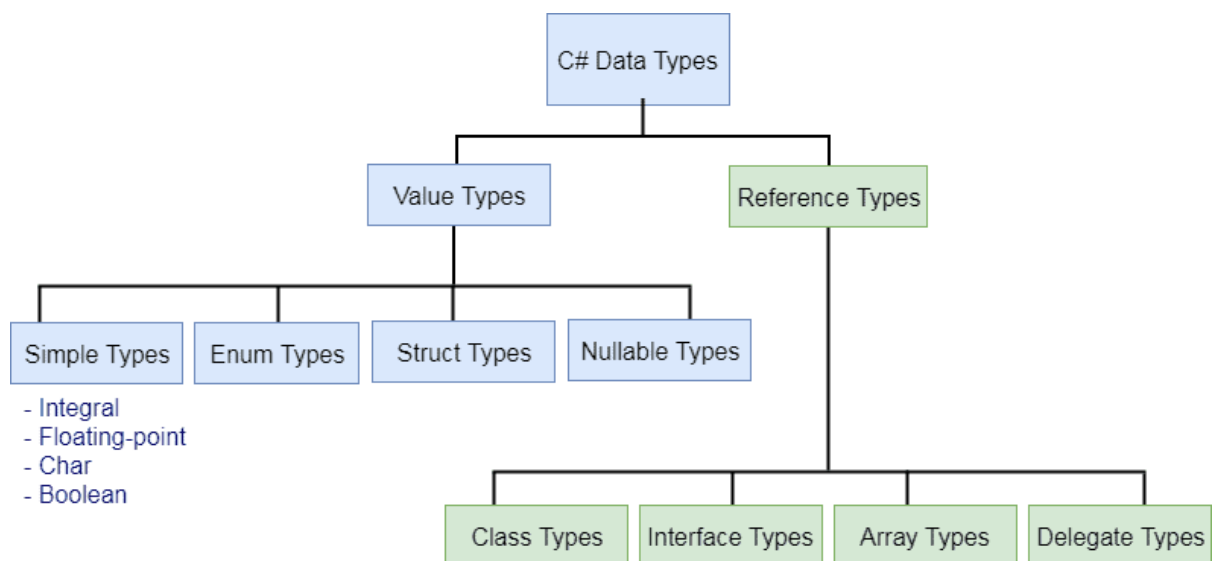 C# Data Types
Value Types
Reference Types
Simple Types
Enum Types
Struct Types
Nullable Types
- Integral
- Floating-point
- Char
- Boolean
Class Types
Interface Types
Array Types
Delegate Types